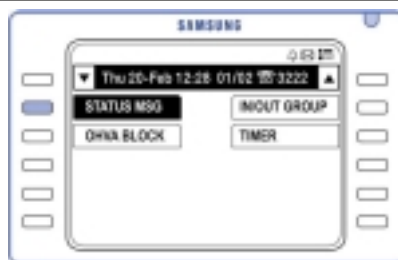 SAMSUNG
Thu 20-Feb 12:28 01/02 ☎3222
STATUS MSG IN/OUT GROUP
OHVA BLOCK TIMER